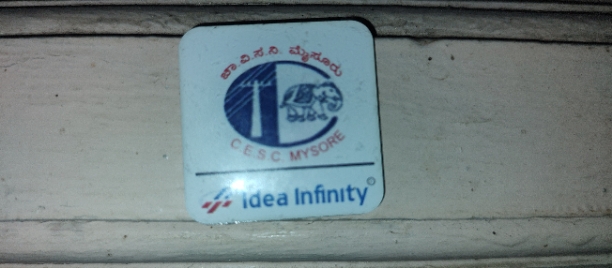 ಚಾ.ವಿ.ಸ.ನಿ. ಮೈಸೂರು
C.E.S.C. MYSORE
Idea Infinity